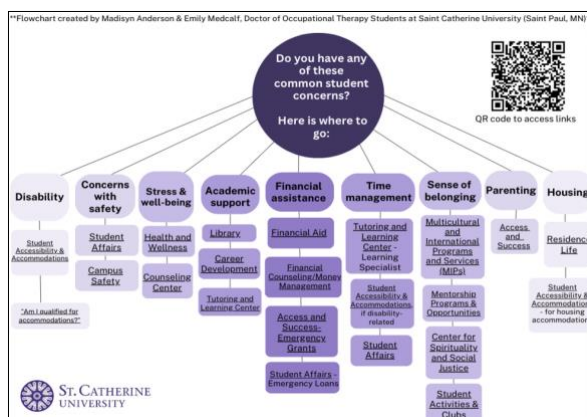 **Flowchart created by Madisyn Anderson & Emily Medcalf, Doctor of Occupational Therapy Students at Saint Catherine University (Saint Paul, MN)
Do you have any
of these
common student
concerns?
Here is where to
go:
QR code to access links
Disability
Student
Accessibility &
Accommodations
"Am I qualified for
accommodations?"
Concerns
with
safety
Student
Affairs
Campus
Safety
Stress &
well-being
Health and
Wellness
Counseling
Center
Academic
support
Library
Career
Development
Tutoring and
Learning Center
Financial
assistance
Financial Aid
Financial
Counseling/Money
Management
Access and
Success-
Emergency
Grants
Student Affairs -
Emergency Loans
Time
management
Tutoring and
Learning
Center -
Learning
Specialist
Student
Accessibility &
Accommodations,
if disability-
related
Student
Affairs
Sense of
belonging
Multicultural
and
International
Programs
and Services
(MIPs)
Mentorship
Programs &
Opportunities
Center for
Spirituality
and Social
Justice
Student
Activities &
Clubs
Parenting
Access
and
Success
Housing
Residence
Life
Student
Accessibility &
Accommodations
- for housing
accommodations
ST. CATHERINE
UNIVERSITY